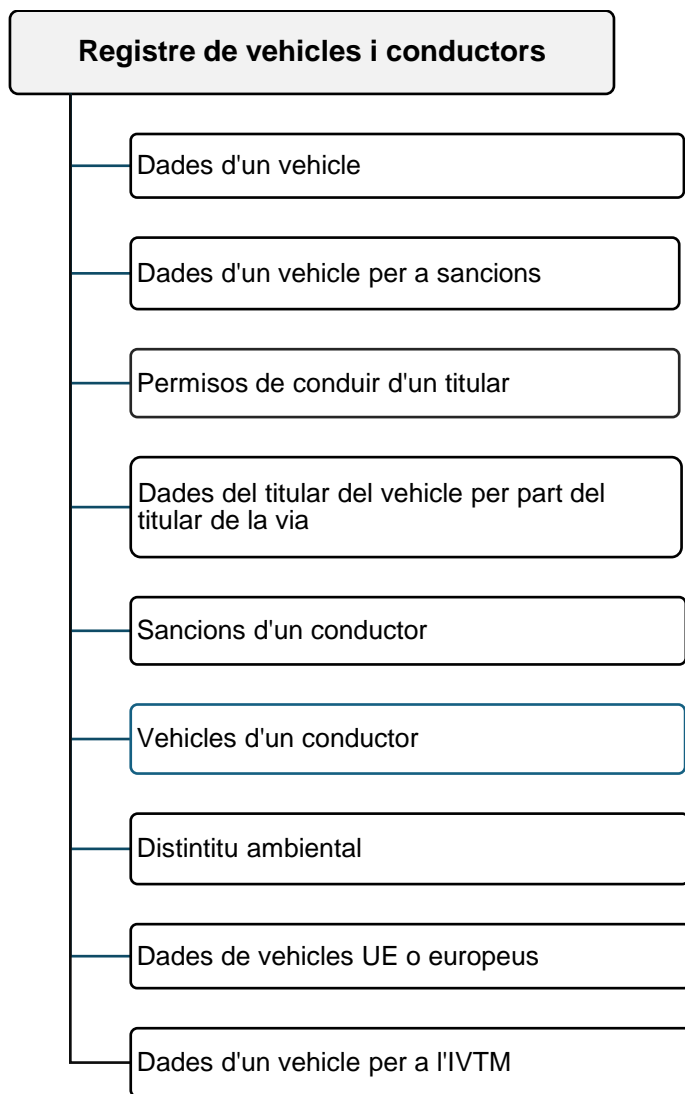 Registre de vehicles i conductors
Dades d'un vehicle
Dades d'un vehicle per a sancions
Permisos de conduir d'un titular
Dades del titular del vehicle per part del
titular de la via
Sancions d'un conductor
Vehicles d'un conductor
Distintitu ambiental
Dades de vehicles UE o europeus
Dades d'un vehicle per a l'IVTM